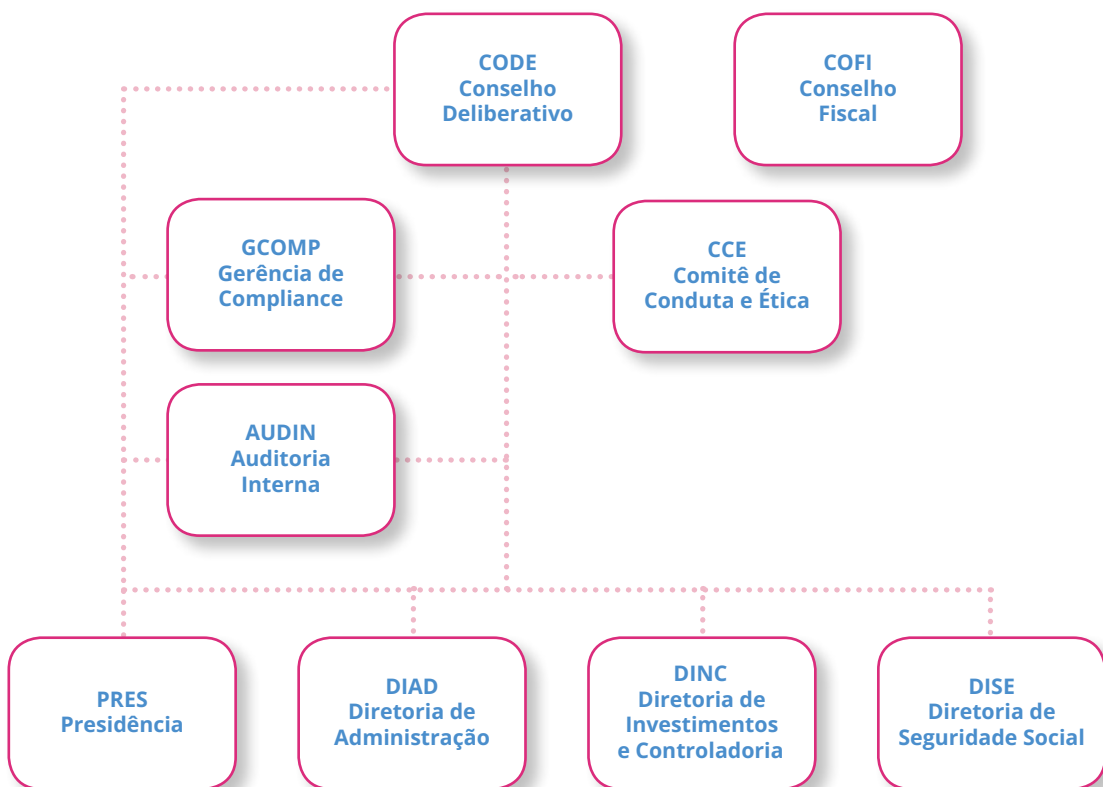 CODE
Conselho
Deliberativo
COFI
Conselho
Fiscal
GCOMP
Gerência de
Compliance
CCE
Comitê de
Conduta e Ética
AUDIN
Auditoria
Interna
PRES
Presidência
DIAD
Diretoria de
Administração
DINC
Diretoria de
Investimentos
e Controladoria
DISE
Diretoria de
Seguridade Social